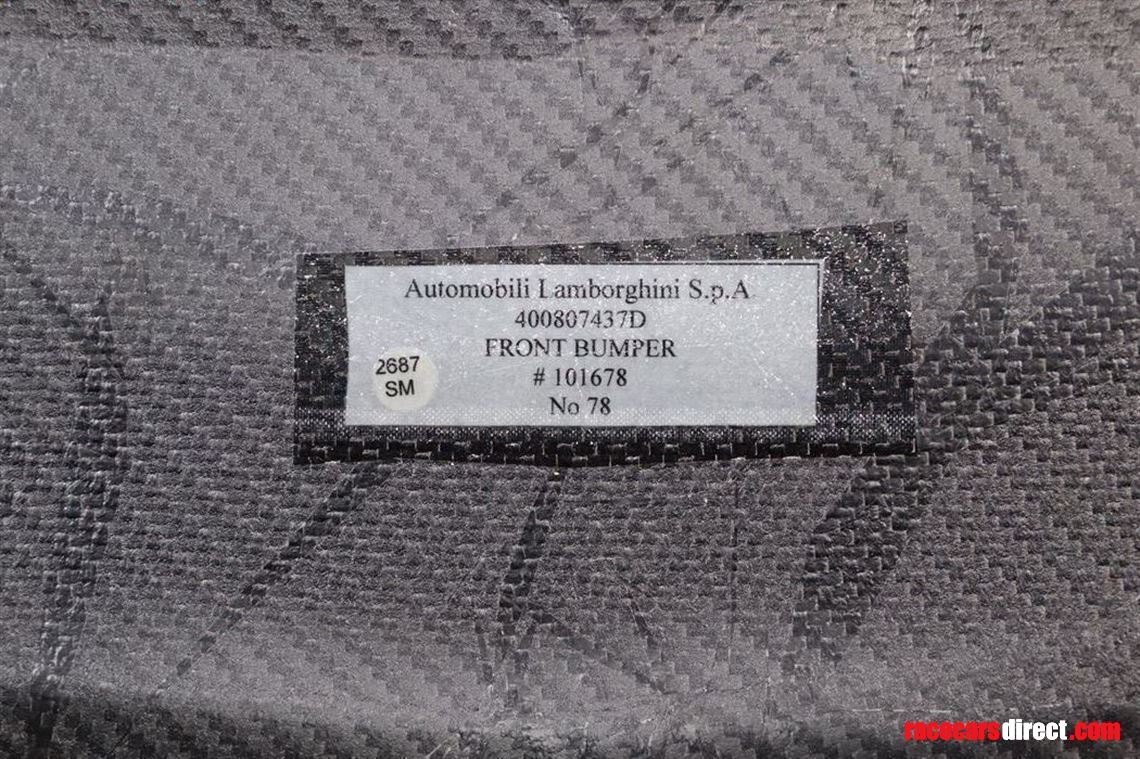 Automobili Lamborghini S.p.A
400807437D
FRONT BUMPER
# 101678
No 78
2687
SM
racecarsdirect.com